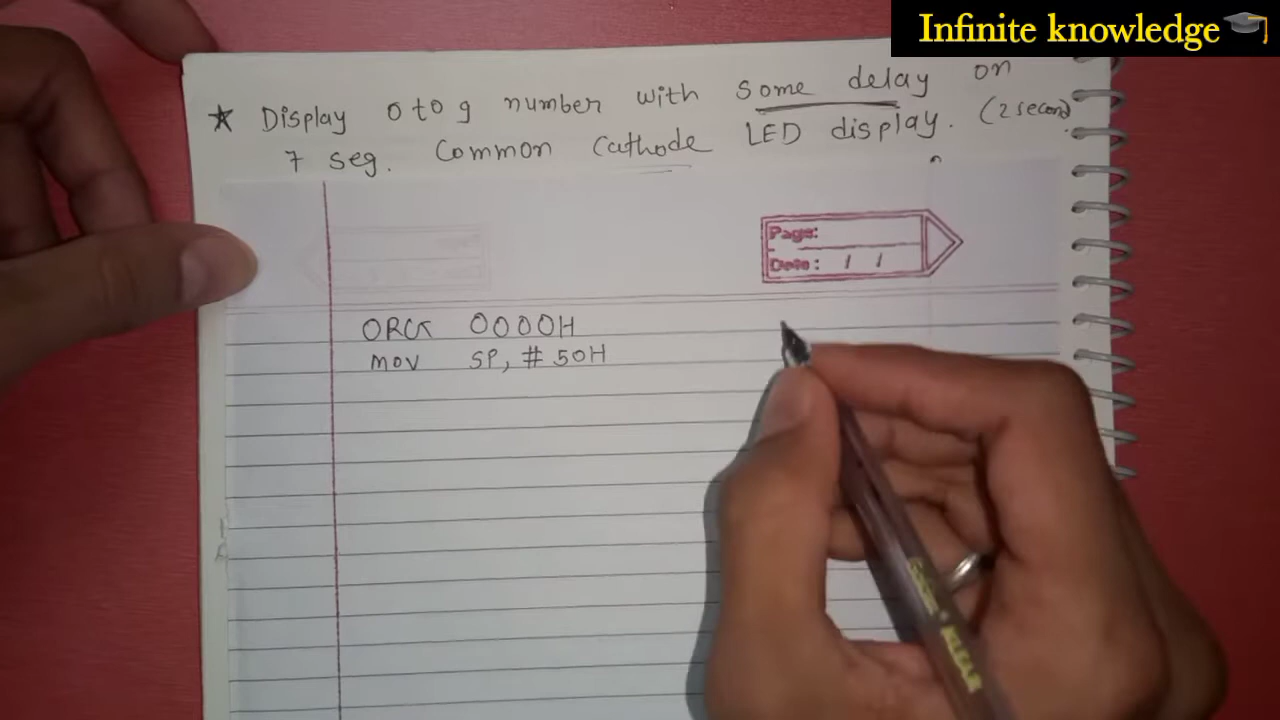 Infinite knowledge
★ Display 0 to 9 number with some delay on
7 seg. Common Cathode LED display. (2 second)
Page:
Date: / /
ORG 0000H
MOV SP, #50H